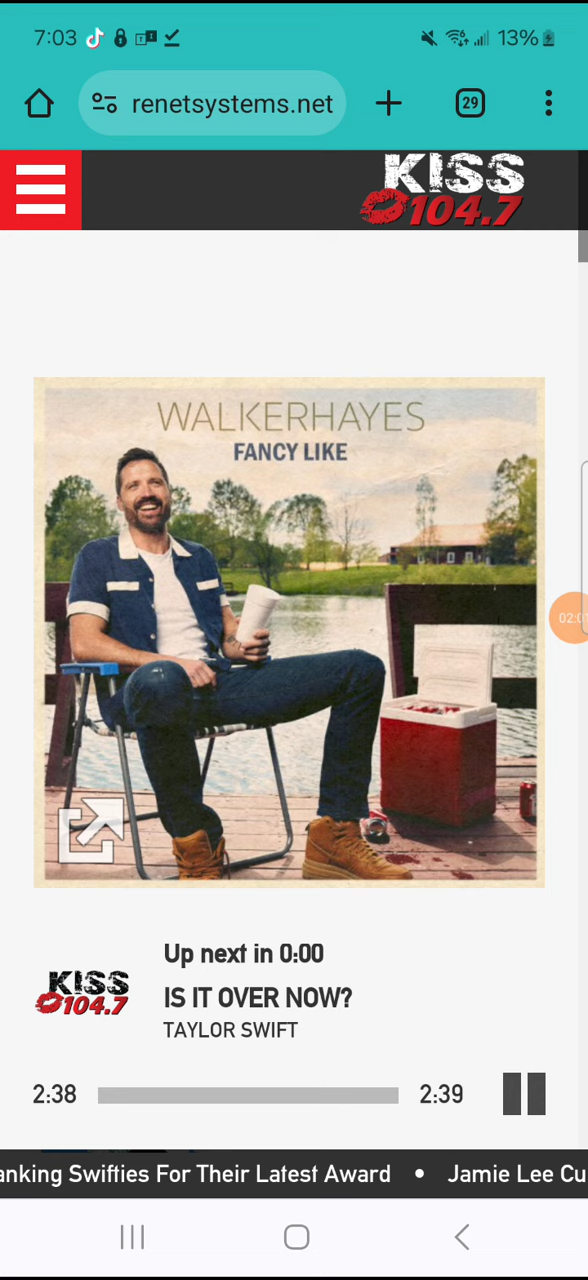 7:03
13%
renetsystems.net
29
KISS
104.7
WALKERHAYES
FANCY LIKE
02:0
Up next in 0:00
KISS
104.7
IS IT OVER NOW?
TAYLOR SWIFT
2:38
2:39
anking Swifties For Their Latest Award • Jamie Lee Cu